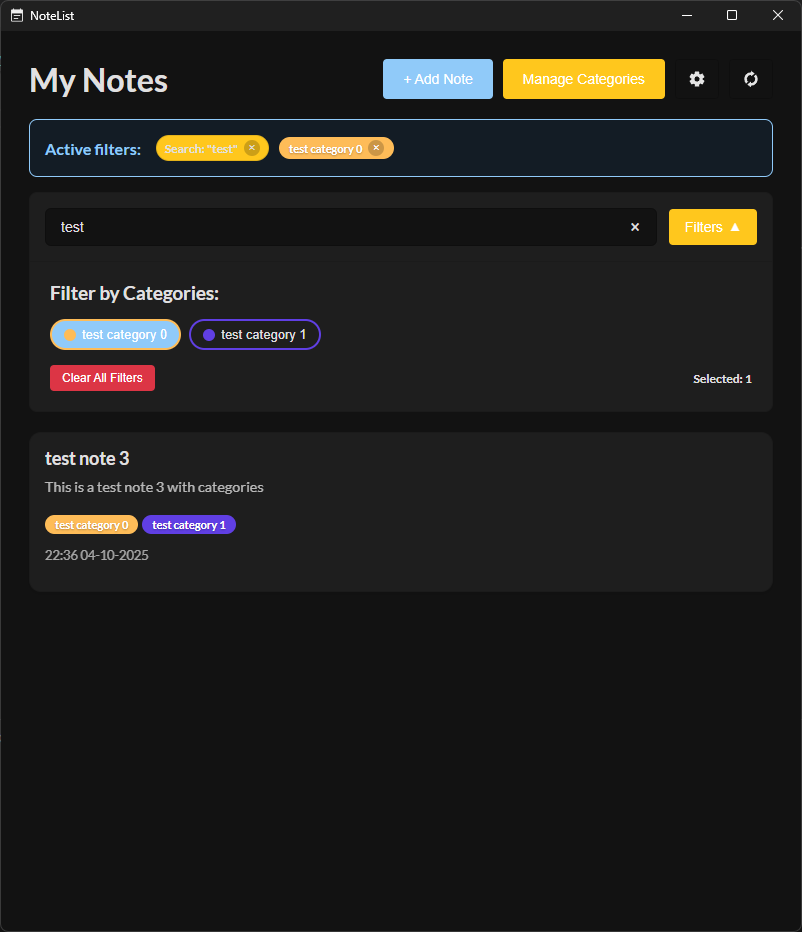 NoteList
My Notes
+ Add Note
Manage Categories
Active filters:
Search: "test"
test category 0
test
Filters ▲
Filter by Categories:
test category 0
test category 1
Clear All Filters
Selected: 1
test note 3
This is a test note 3 with categories
test category 0
test category 1
22:36 04-10-2025